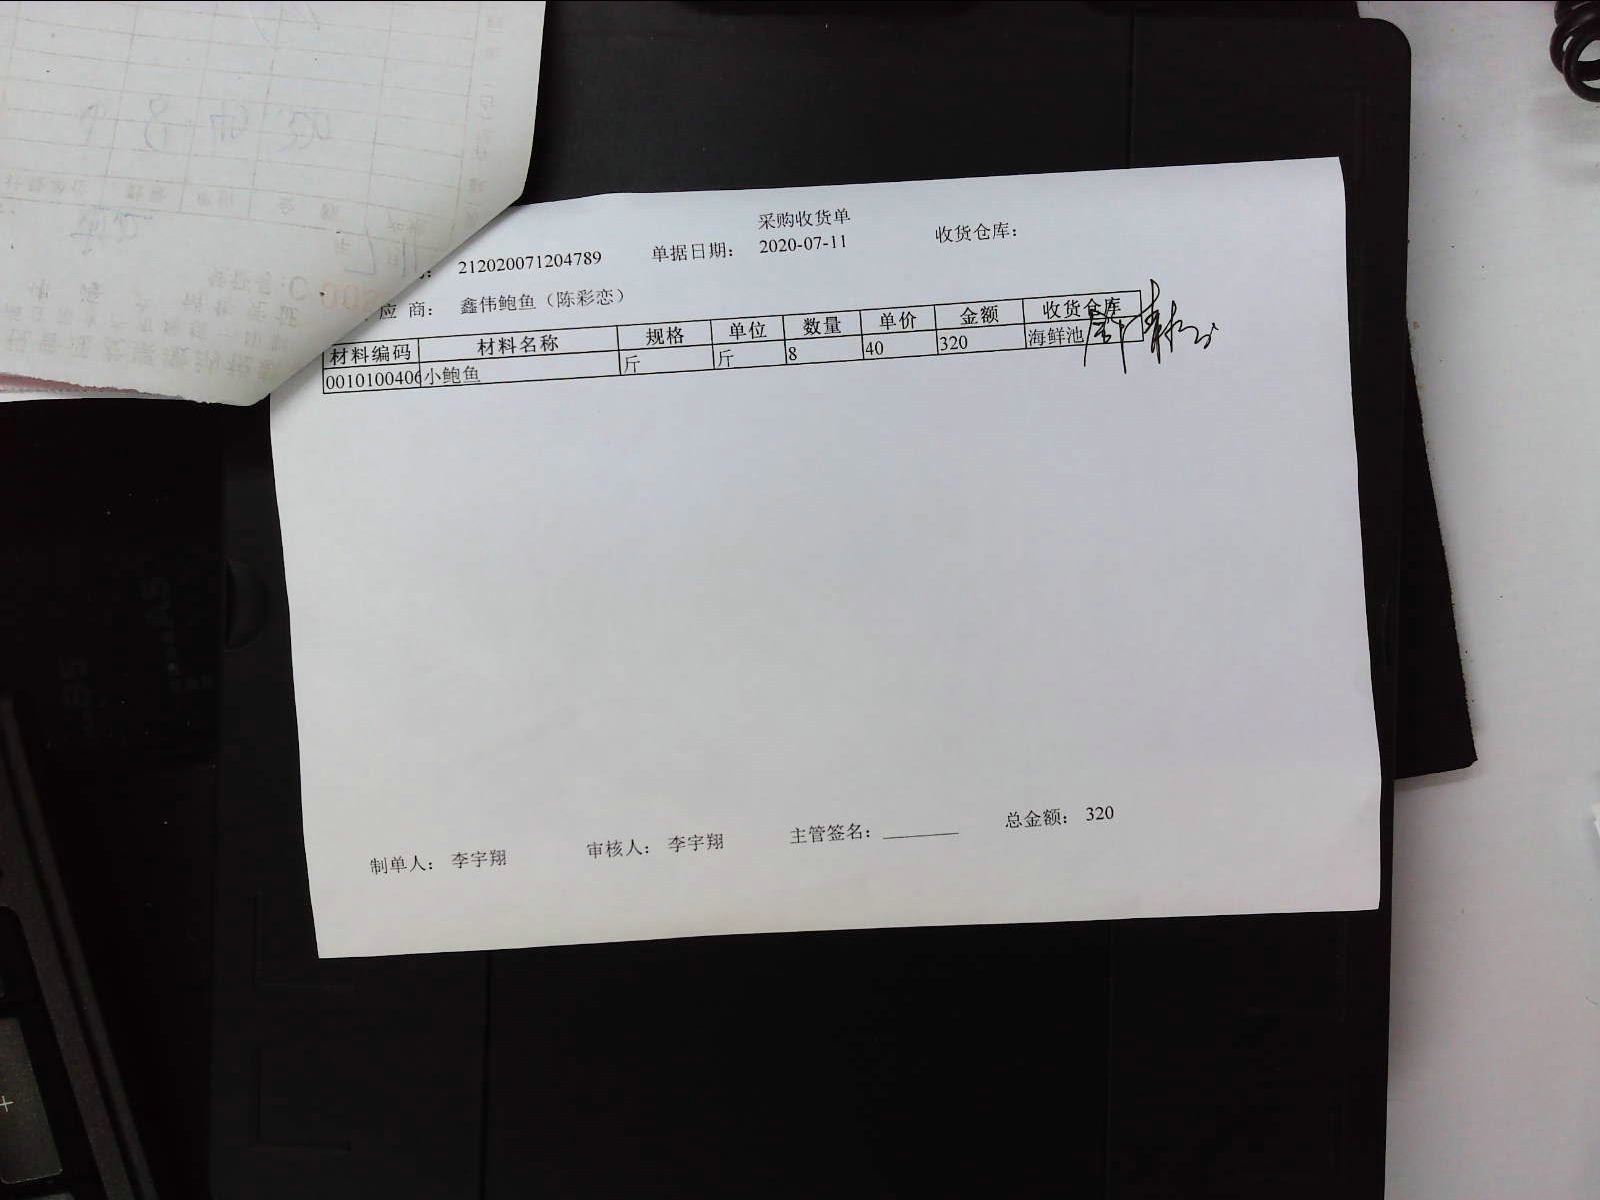 采购收货单
212020071204789 单据日期： 2020-07-11 收货仓库：
应 商： 鑫伟鲍鱼（陈彩恋）
材料编码 材料名称 规格 单位 数量 单价 金额 收货仓库
0010100406 小鲍鱼 斤 斤 8 40 320 海鲜池
制单人： 李宇翔 审核人： 李宇翔 主管签名： 总金额： 320